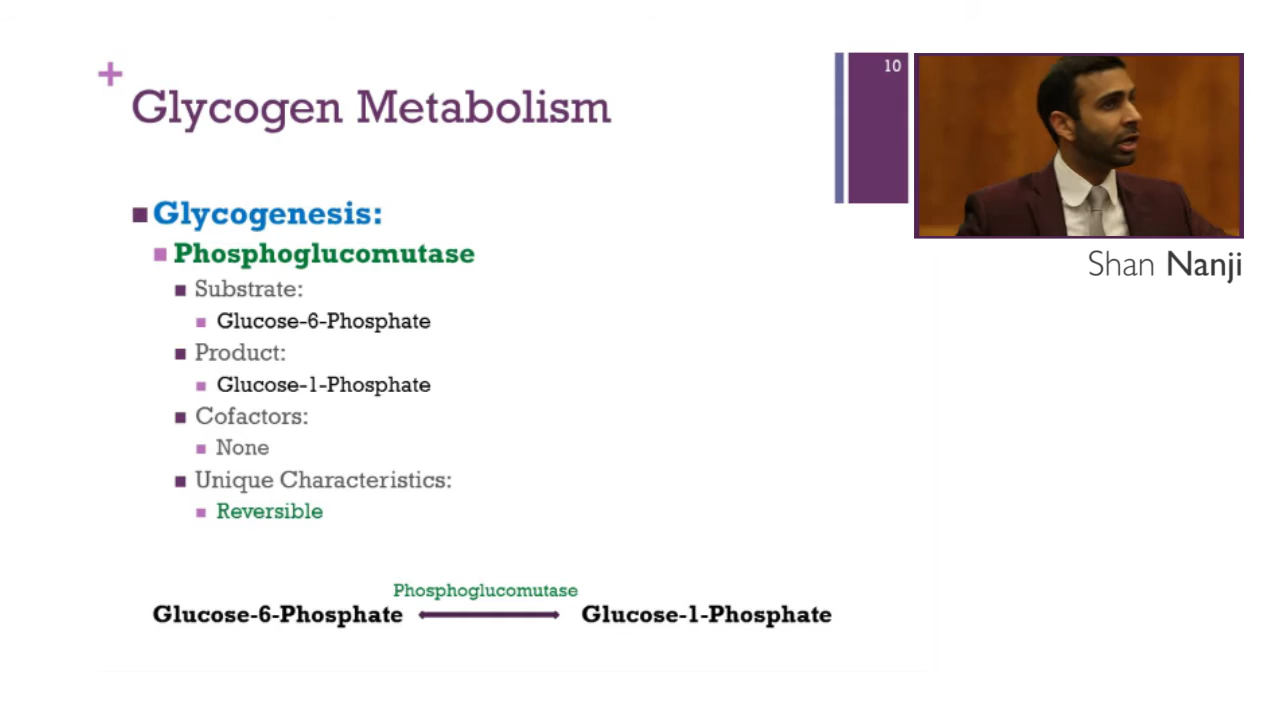 +
Glycogen Metabolism
10
Glycogenesis:
Phosphoglucomutase
Substrate:
Glucose-6-Phosphate
Product:
Glucose-1-Phosphate
Cofactors:
None
Unique Characteristics:
Reversible
Phosphoglucomutase
Glucose-6-Phosphate Glucose-1-Phosphate
Shan Nanji